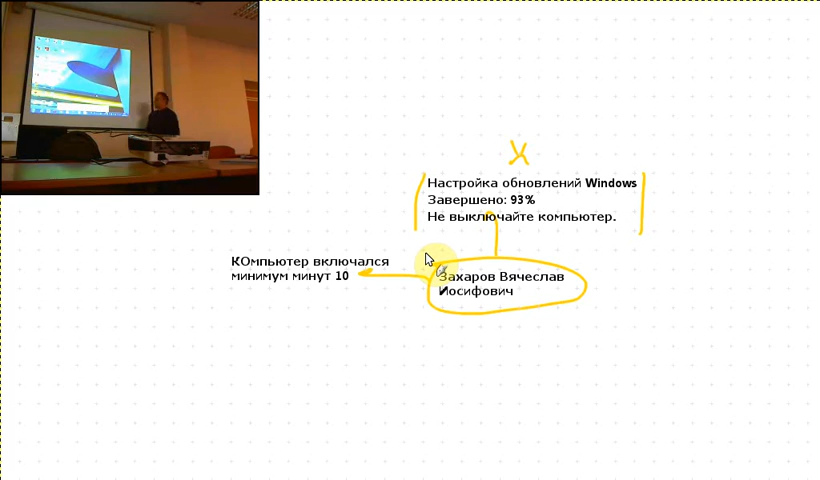 Настройка обновлений Windows
Завершено: 93%
Не выключайте компьютер.
КОмпьютер включался
минимум минут 10
Захаров Вячеслав
Иосифович